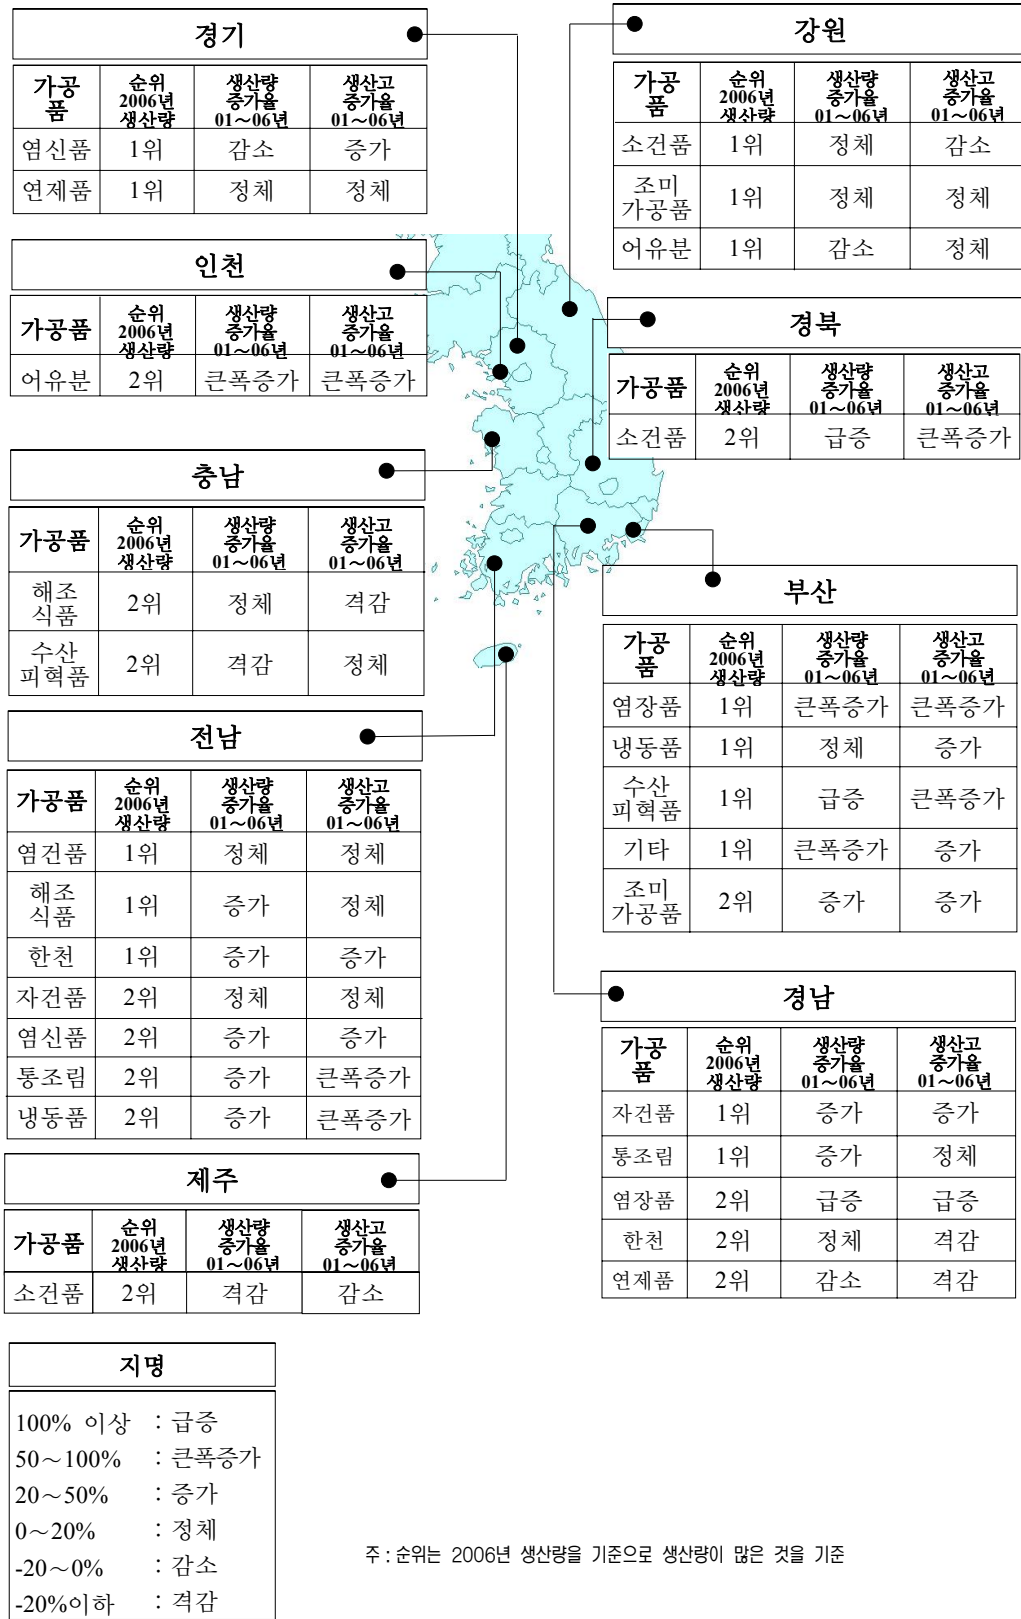 경기
가공품 순위 2006년 생산량 생산량 증가율 01～06년 생산고 증가율 01～06년
염신품 1위 감소 증가
연제품 1위 정체 정체
강원
가공품 순위 2006년 생산량 생산량 증가율 01～06년 생산고 증가율 01～06년
소건품 1위 정체 감소
조미가공품 1위 정체 정체
어유분 1위 감소 정체
인천
가공품 순위 2006년 생산량 생산량 증가율 01～06년 생산고 증가율 01～06년
어유분 2위 큰폭증가 큰폭증가
경북
가공품 순위 2006년 생산량 생산량 증가율 01～06년 생산고 증가율 01～06년
소건품 2위 급증 큰폭증가
충남
가공품 순위 2006년 생산량 생산량 증가율 01～06년 생산고 증가율 01～06년
해조식품 2위 정체 격감
수산피혁품 2위 격감 정체
부산
가공품 순위 2006년 생산량 생산량 증가율 01～06년 생산고 증가율 01～06년
염장품 1위 큰폭증가 큰폭증가
냉동품 1위 정체 증가
수산피혁품 1위 급증 큰폭증가
기타 1위 큰폭증가 증가
조미가공품 2위 증가 증가
전남
가공품 순위 2006년 생산량 생산량 증가율 01～06년 생산고 증가율 01～06년
염건품 1위 정체 정체
해조식품 1위 증가 정체
한천 1위 증가 증가
자건품 2위 정체 정체
염신품 2위 증가 증가
통조림 2위 증가 큰폭증가
냉동품 2위 증가 큰폭증가
경남
가공품 순위 2006년 생산량 생산량 증가율 01～06년 생산고 증가율 01～06년
자건품 1위 증가 증가
통조림 1위 증가 정체
염장품 2위 급증 급증
한천 2위 정체 격감
연제품 2위 감소 격감
제주
가공품 순위 2006년 생산량 생산량 증가율 01～06년 생산고 증가율 01～06년
소건품 2위 격감 감소
지명
100% 이상 : 급증
50～100% : 큰폭증가
20～50% : 증가
0～20% : 정체
-20～0% : 감소
-20%이하 : 격감
주 : 순위는 2006년 생산량을 기준으로 생산량이 많은 것을 기준